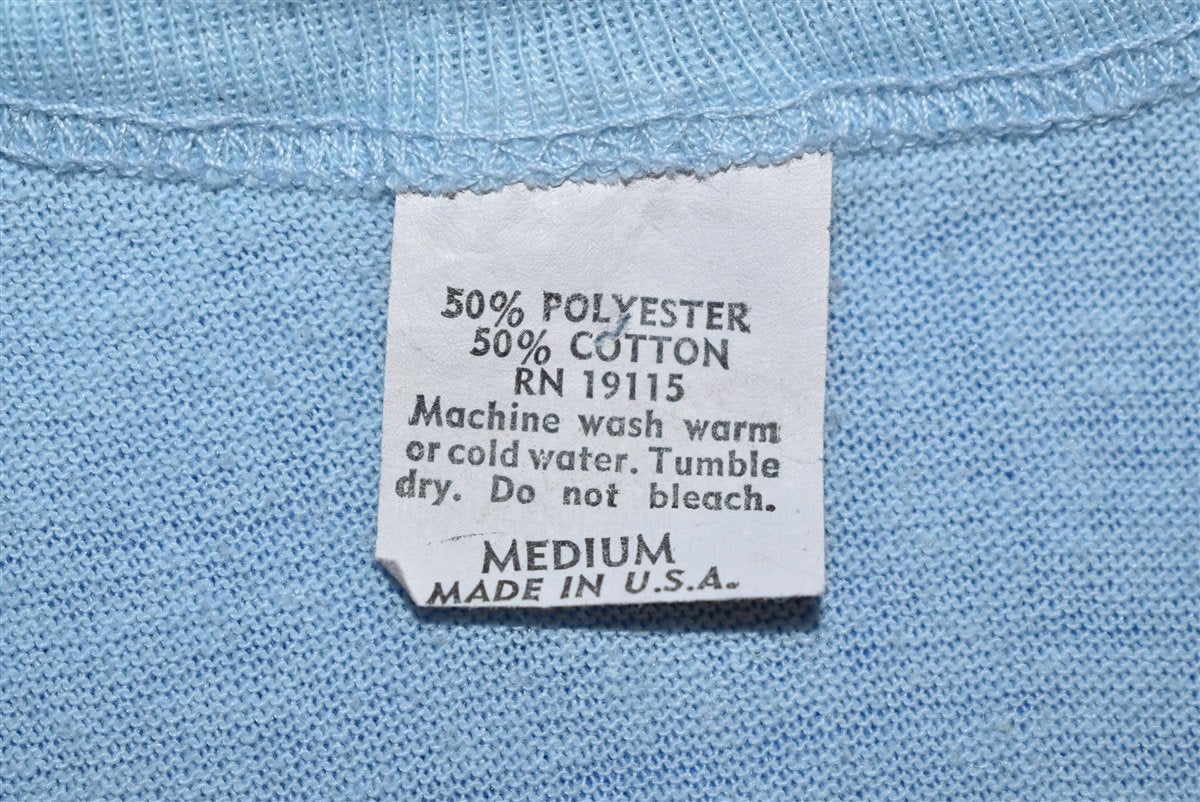 50% POLYESTER
50% COTTON
RN 19115
Machine wash warm
or cold water. Tumble
dry. Do not bleach.
MEDIUM
MADE IN U.S.A.